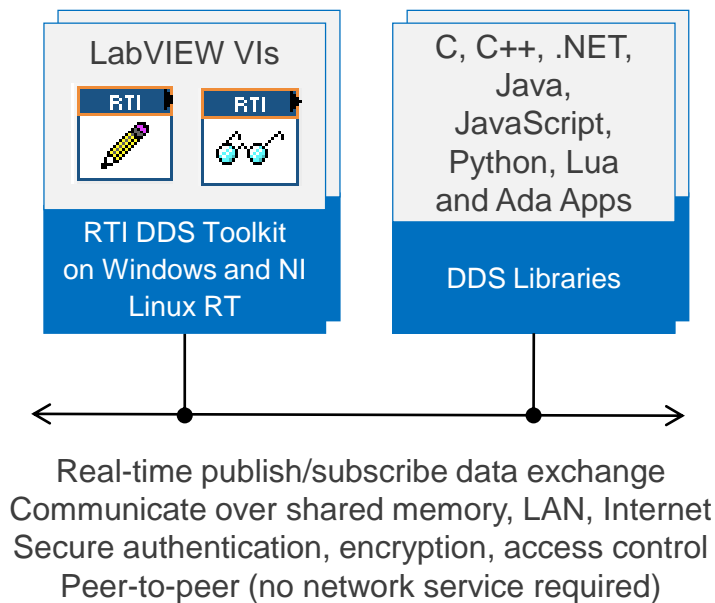 LabVIEW VIs
RTI
RTI
RTI DDS Toolkit
on Windows and NI
Linux RT
C, C++, .NET,
Java,
JavaScript,
Python, Lua
and Ada Apps
DDS Libraries
Real-time publish/subscribe data exchange
Communicate over shared memory, LAN, Internet
Secure authentication, encryption, access control
Peer-to-peer (no network service required)